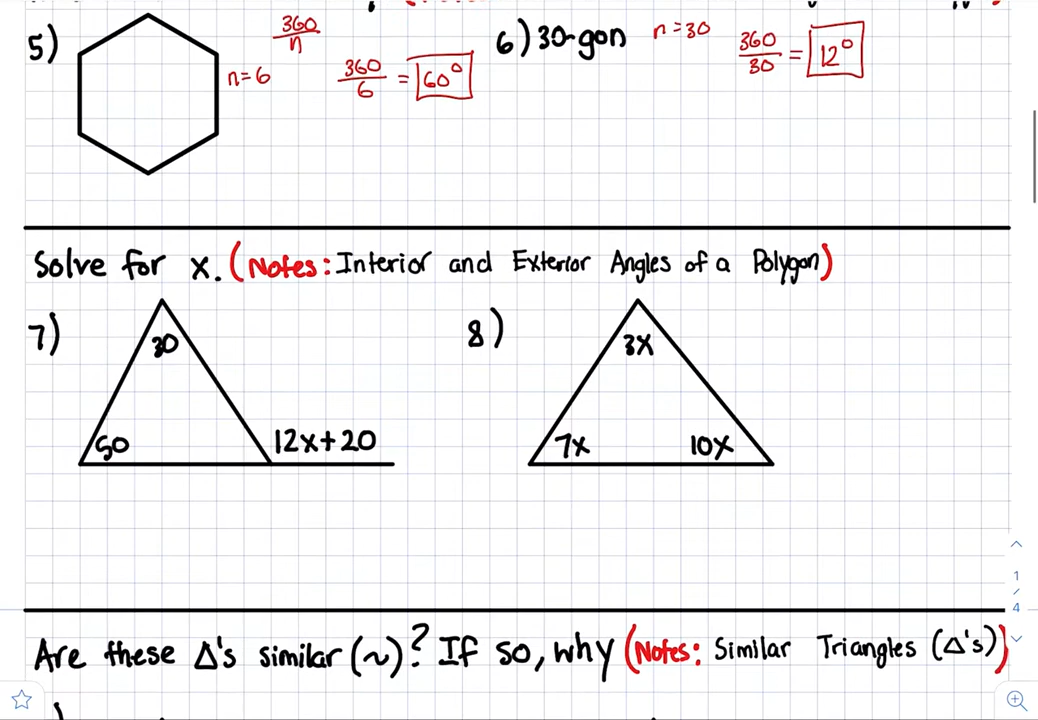 5)
360
n
n=6
360
6
= 60°
6) 30-gon
n=30
360
30
= 12°
Solve for x. (Notes: Interior and Exterior Angles of a Polygon)
7)
30
50
12x+20
8)
3x
7x
10x
Are these Δ's similar (~)? If so, why (Notes: Similar Triangles (Δ's))
1
/
4